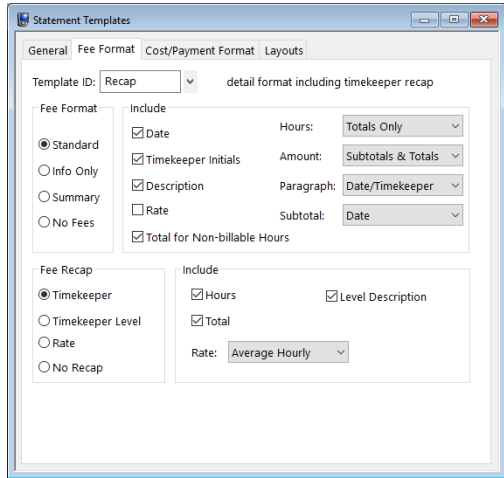 Statement Templates
General Fee Format Cost/Payment Format Layouts
Template ID: Recap detail format including timekeeper recap
Fee Format
Standard
Info Only
Summary
No Fees
Include
Date
Timekeeper Initials
Description
Rate
Total for Non-billable Hours
Hours: Totals Only
Amount: Subtotals & Totals
Paragraph: Date/Timekeeper
Subtotal: Date
Fee Recap
Timekeeper
Timekeeper Level
Rate
No Recap
Include
Hours
Level Description
Total
Rate: Average Hourly